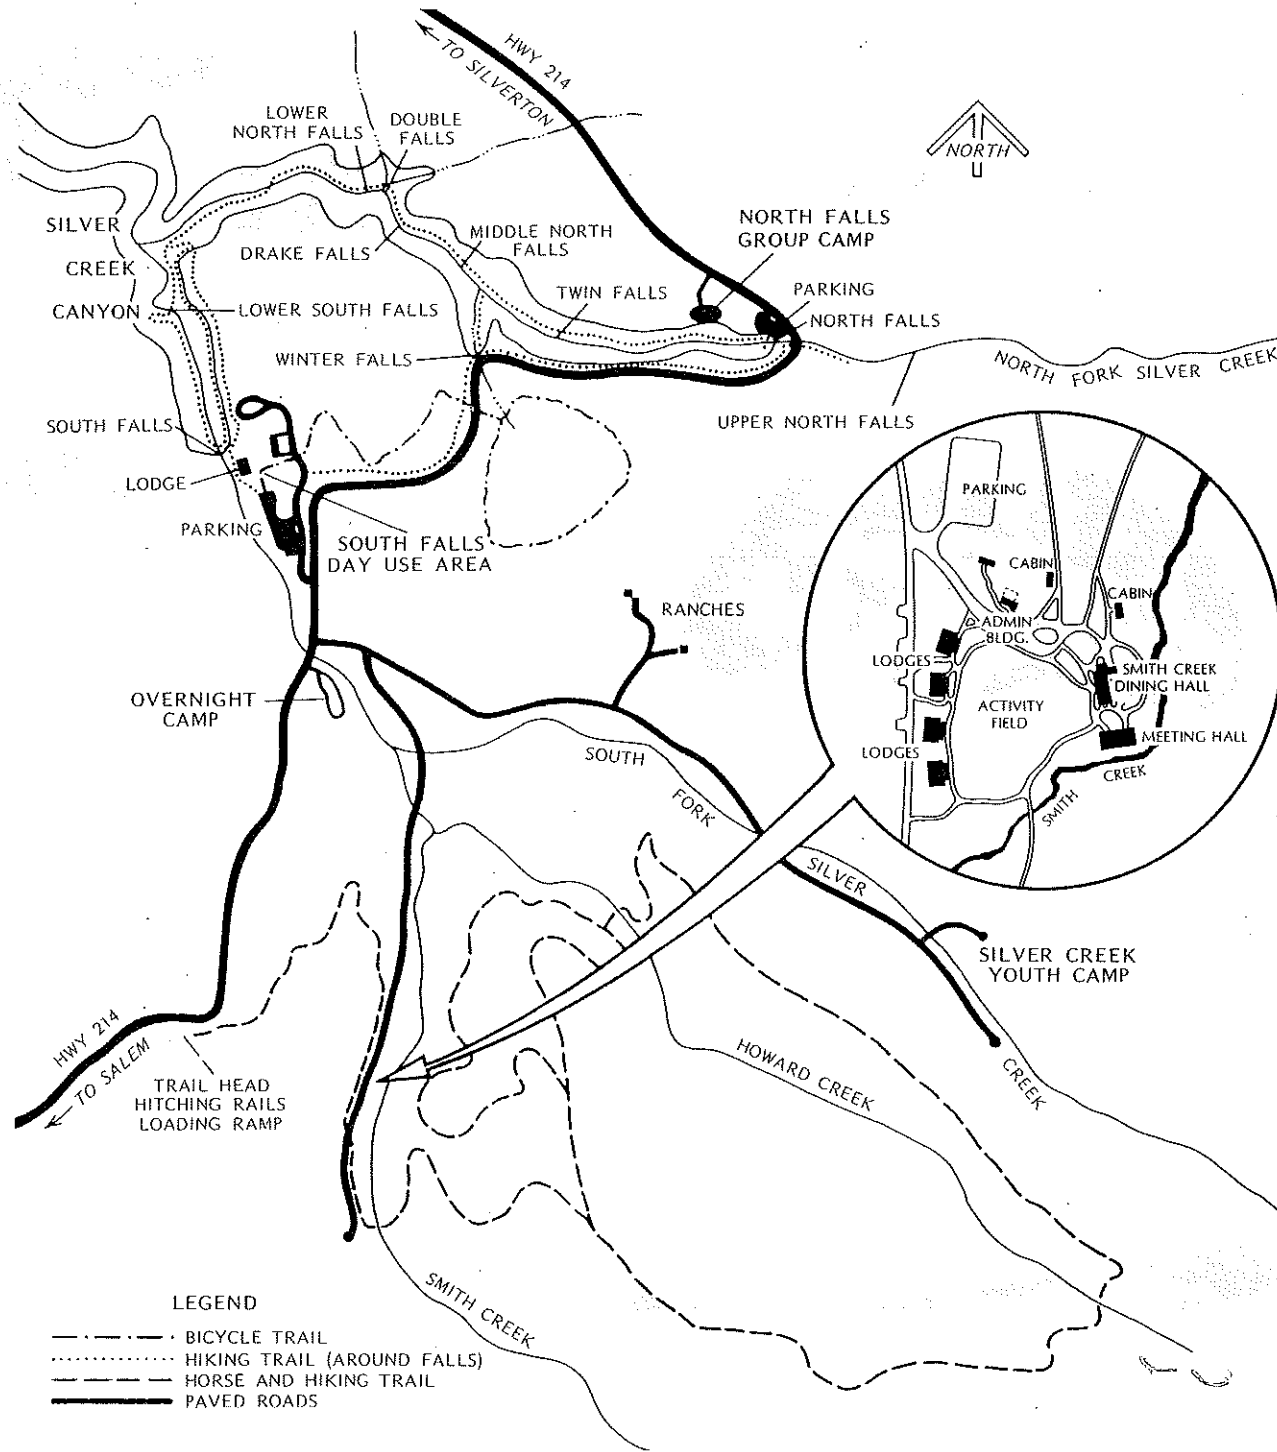 HWY 214
TO SILVERTON
LOWER
NORTH FALLS
DOUBLE
FALLS
NORTH
SILVER
CREEK
CANYON
DRAKE FALLS
MIDDLE NORTH
FALLS
NORTH FALLS
GROUP CAMP
TWIN FALLS
PARKING
NORTH FALLS
LOWER SOUTH FALLS
WINTER FALLS
NORTH FORK SILVER CREEK
UPPER NORTH FALLS
SOUTH FALLS
LODGE
PARKING
SOUTH FALLS
DAY USE AREA
RANCHES
OVERNIGHT
CAMP
SOUTH
FORK
SILVER
CREEK
PARKING
CABIN
CABIN
ADMIN
BLDG.
LODGES
SMITH CREEK
DINING HALL
ACTIVITY
FIELD
MEETING HALL
LODGES
SMITH
CREEK
SILVER CREEK
YOUTH CAMP
HWY 214
TO SALEM
TRAIL HEAD
HITCHING RAILS
LOADING RAMP
HOWARD CREEK
SMITH CREEK
LEGEND
BICYCLE TRAIL
HIKING TRAIL (AROUND FALLS)
HORSE AND HIKING TRAIL
PAVED ROADS